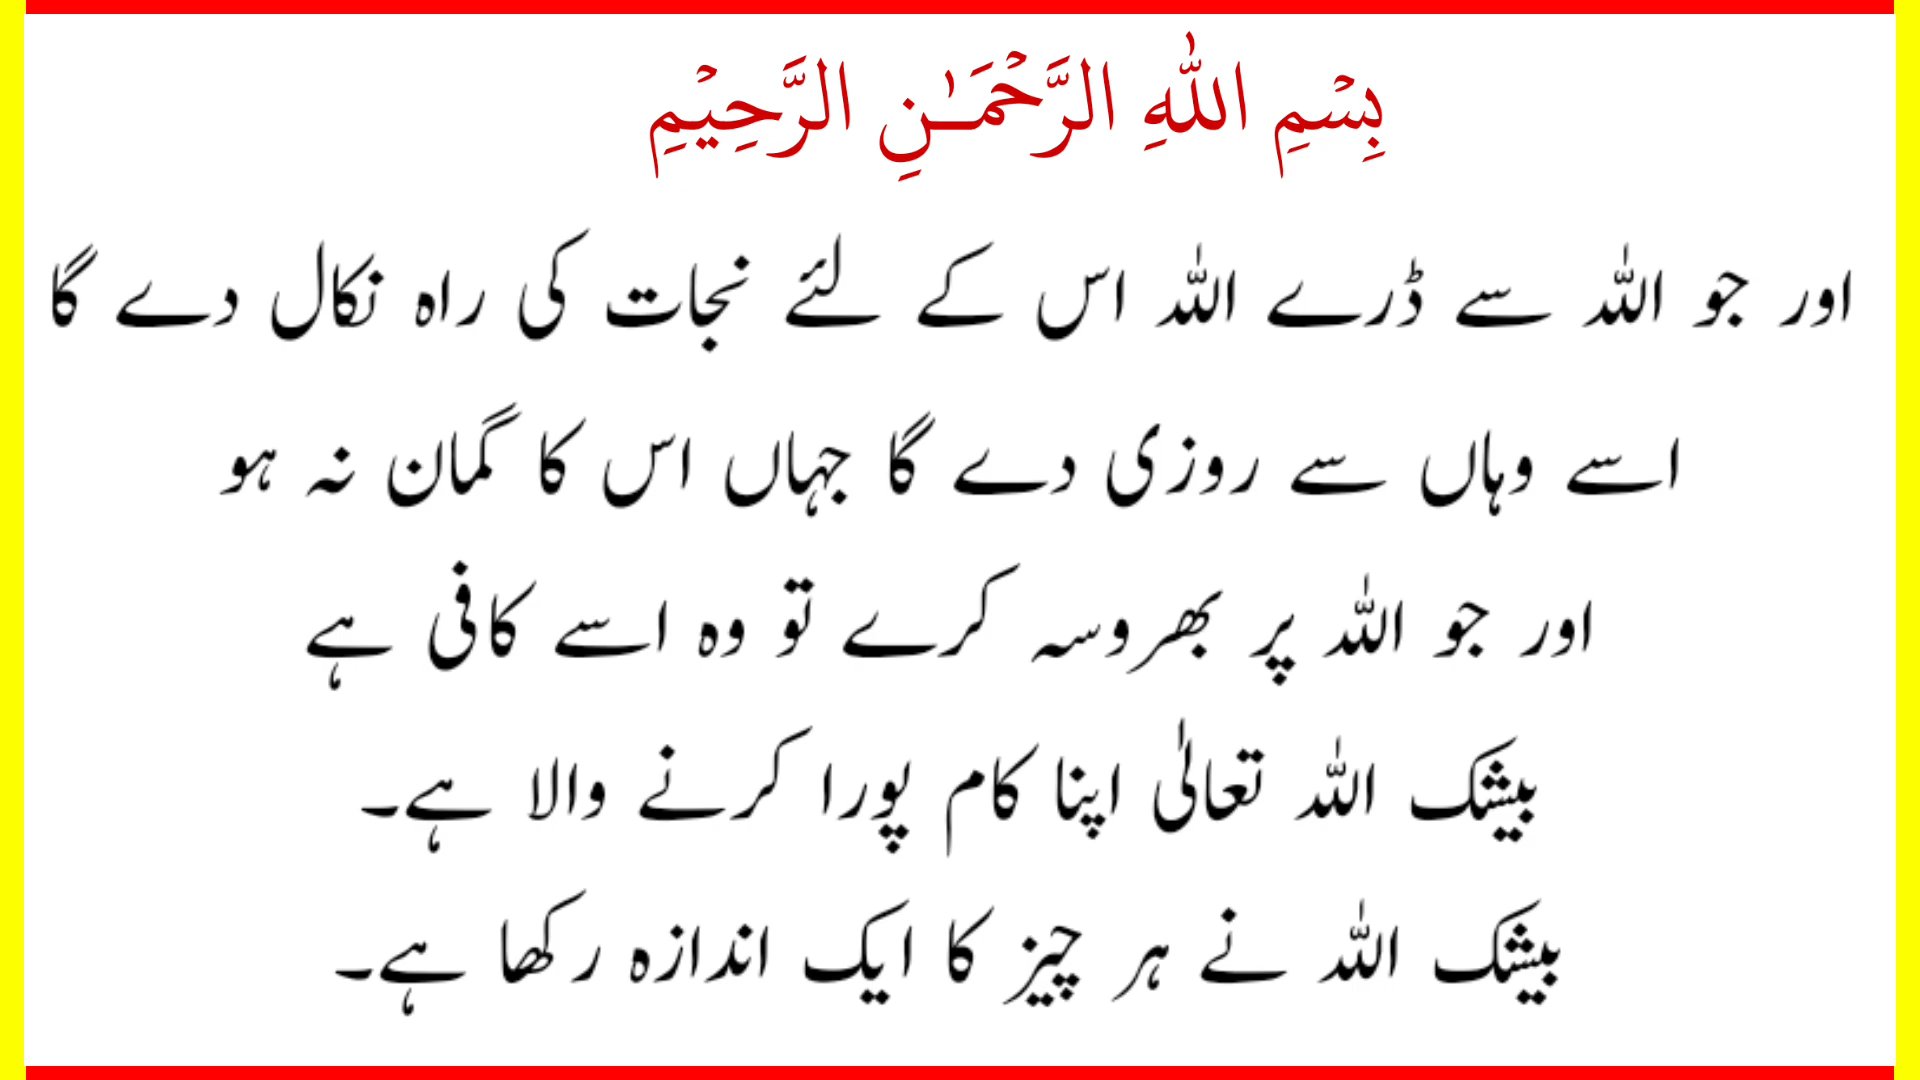 بِسْمِ اللّٰهِ الرَّحْمَـٰنِ الرَّحِيْمِ
اور جو اللہ سے ڈرے اللہ اس کے لئے نجات کی راہ نکال دے گا
اسے وہاں سے روزی دے گا جہاں اس کا گمان نہ ہو
اور جو اللہ پر بھروسہ کرے تو وہ اسے کافی ہے
بیشک اللہ تعالٰی اپنا کام پورا کرنے والا ہے۔
بیشک اللہ نے ہر چیز کا ایک اندازہ رکھا ہے۔